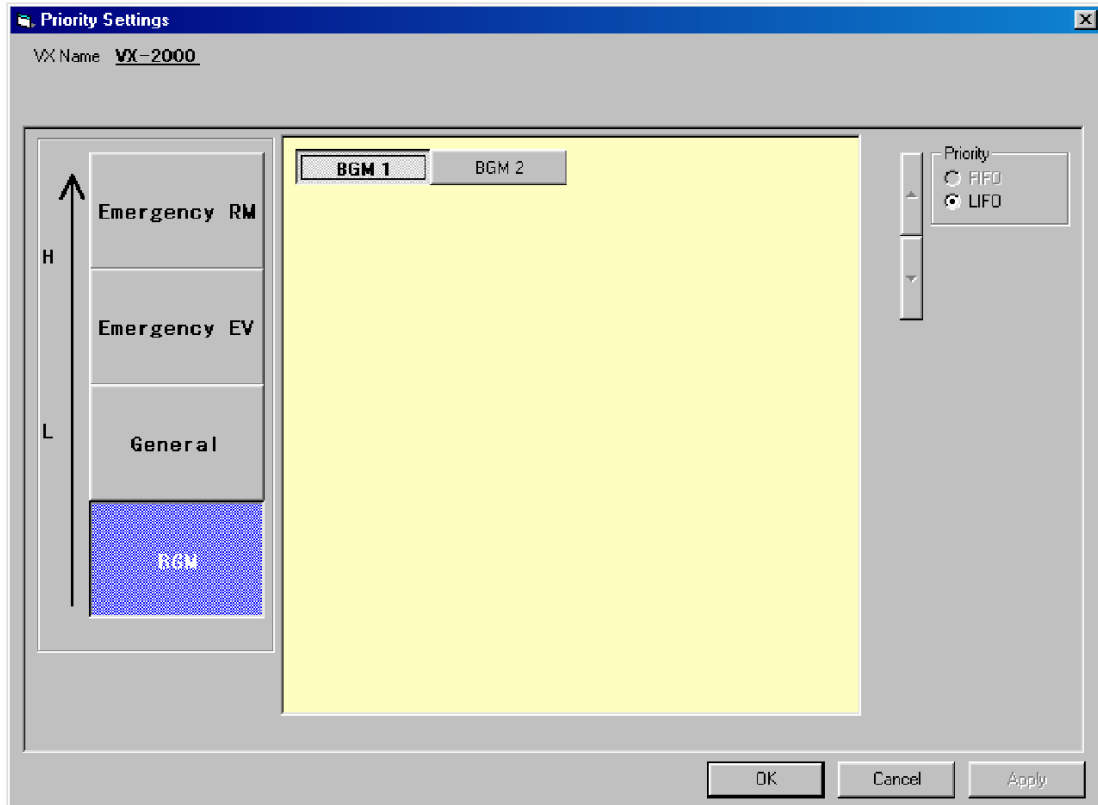 Priority Settings
VX Name VX-2000
BGM 1 BGM 2
Priority
FIFO
LIFO
Emergency RM
H
Emergency EV
L
General
BGM
OK Cancel Apply